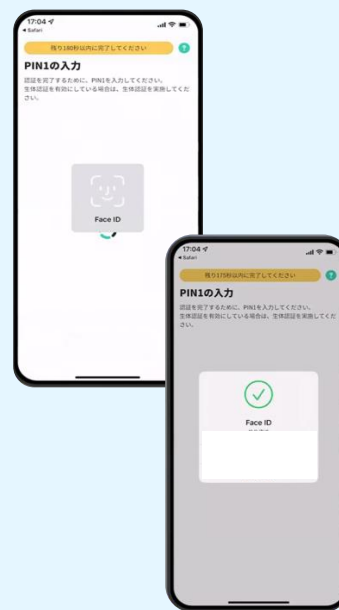 17:04
Safari
残り180秒以内に完了してください
?
PIN1の入力
認証を完了するために、PINを入力してください。
生体認証を有効にしている場合は、生体認証を実施してくだ
さい。
Face ID
17:04
Safari
残り175秒以内に完了してください
?
PIN1の入力
認証を完了するために、PINを入力してください。
生体認証を有効にしている場合は、生体認証を実施してくだ
さい。
Face ID